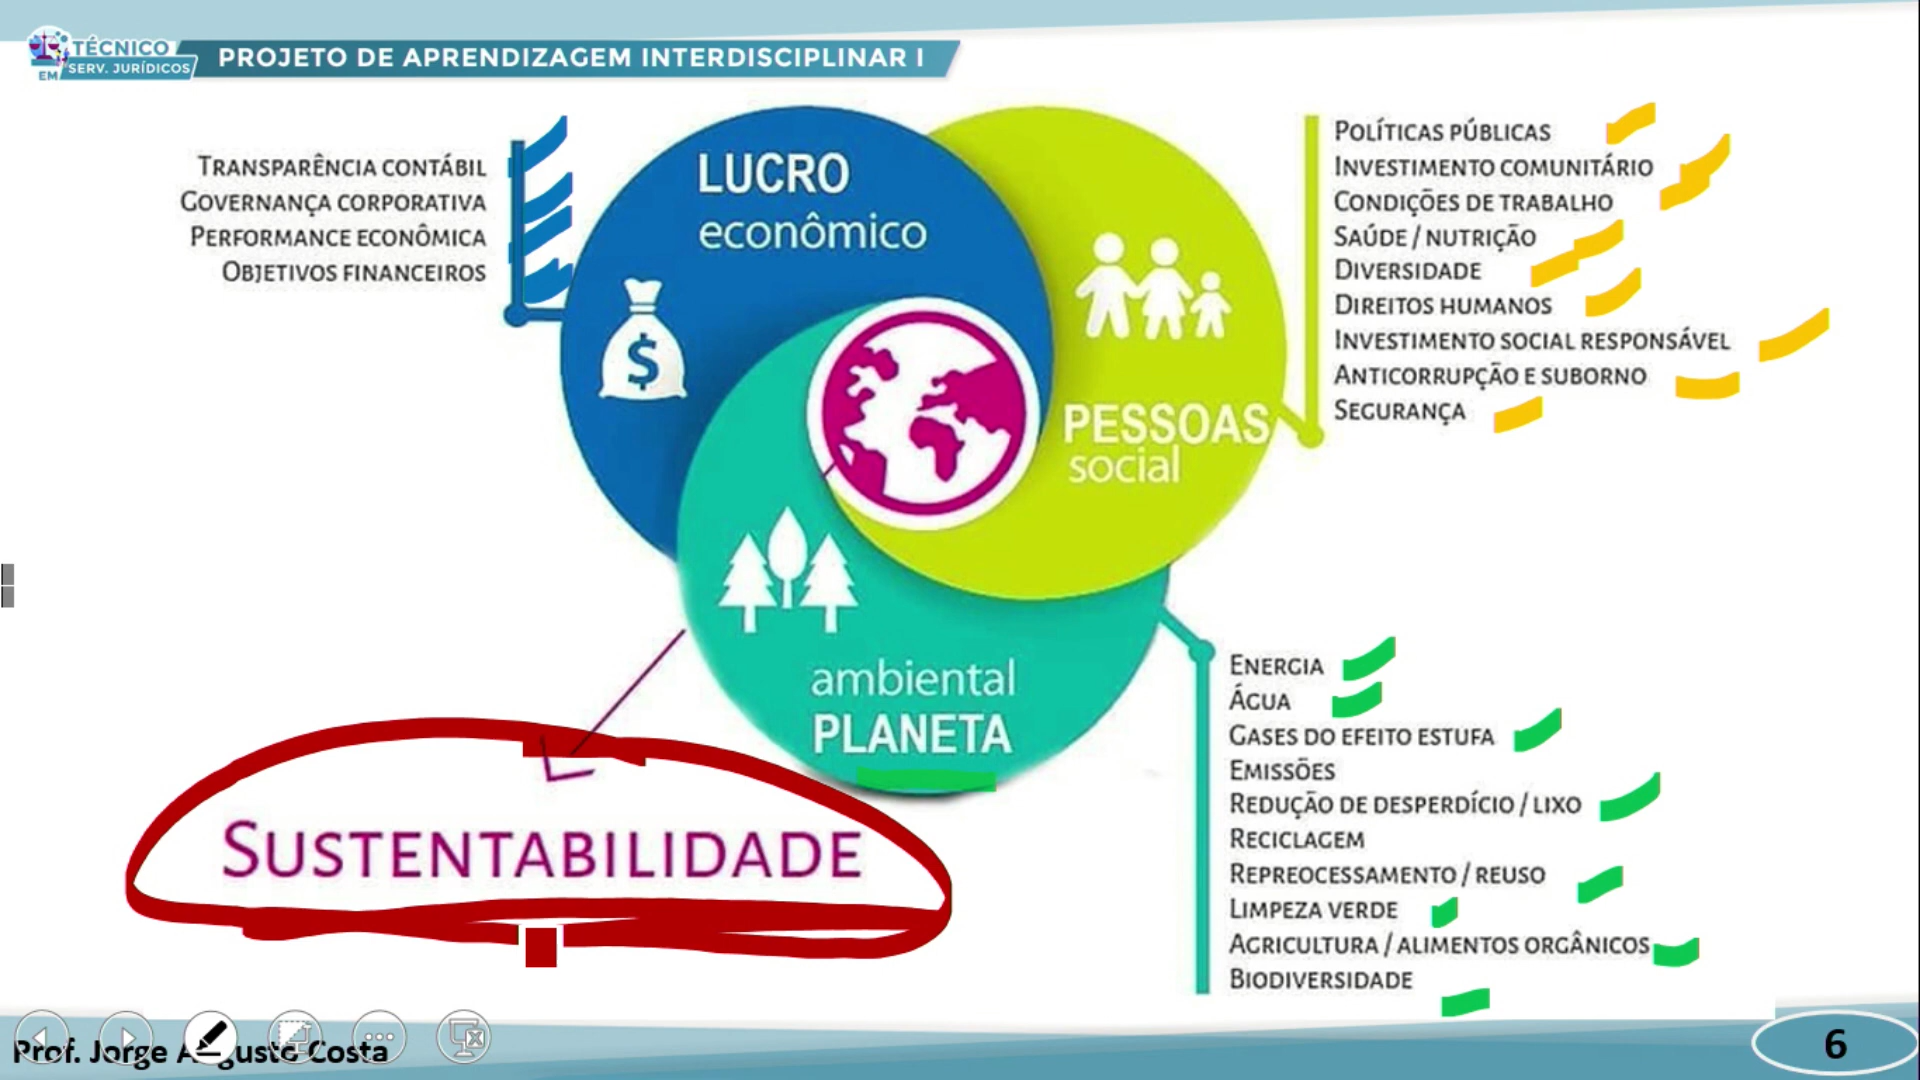 TÉCNICO
EM SERV. JURÍDICOS
PROJETO DE APRENDIZAGEM INTERDISCIPLINAR I
TRANSPARÊNCIA CONTÁBIL
GOVERNANÇA CORPORATIVA
PERFORMANCE ECONÔMICA
OBJETIVOS FINANCEIROS
LUCRO
econômico
$
PESSOAS
social
POLÍTICAS PÚBLICAS
INVESTIMENTO COMUNITÁRIO
CONDIÇÕES DE TRABALHO
SAÚDE / NUTRIÇÃO
DIVERSIDADE
DIREITOS HUMANOS
INVESTIMENTO SOCIAL RESPONSÁVEL
ANTICORRUPÇÃO E SUBORNO
SEGURANÇA
ambiental
PLANETA
ENERGIA
ÁGUA
GASES DO EFEITO ESTUFA
EMISSÕES
REDUÇÃO DE DESPERDÍCIO / LIXO
RECICLAGEM
REPREOCESSAMENTO / REUSO
LIMPEZA VERDE
AGRICULTURA / ALIMENTOS ORGÂNICOS
BIODIVERSIDADE
SUSTENTABILIDADE
Prof. Jorge Augusto Costa
6